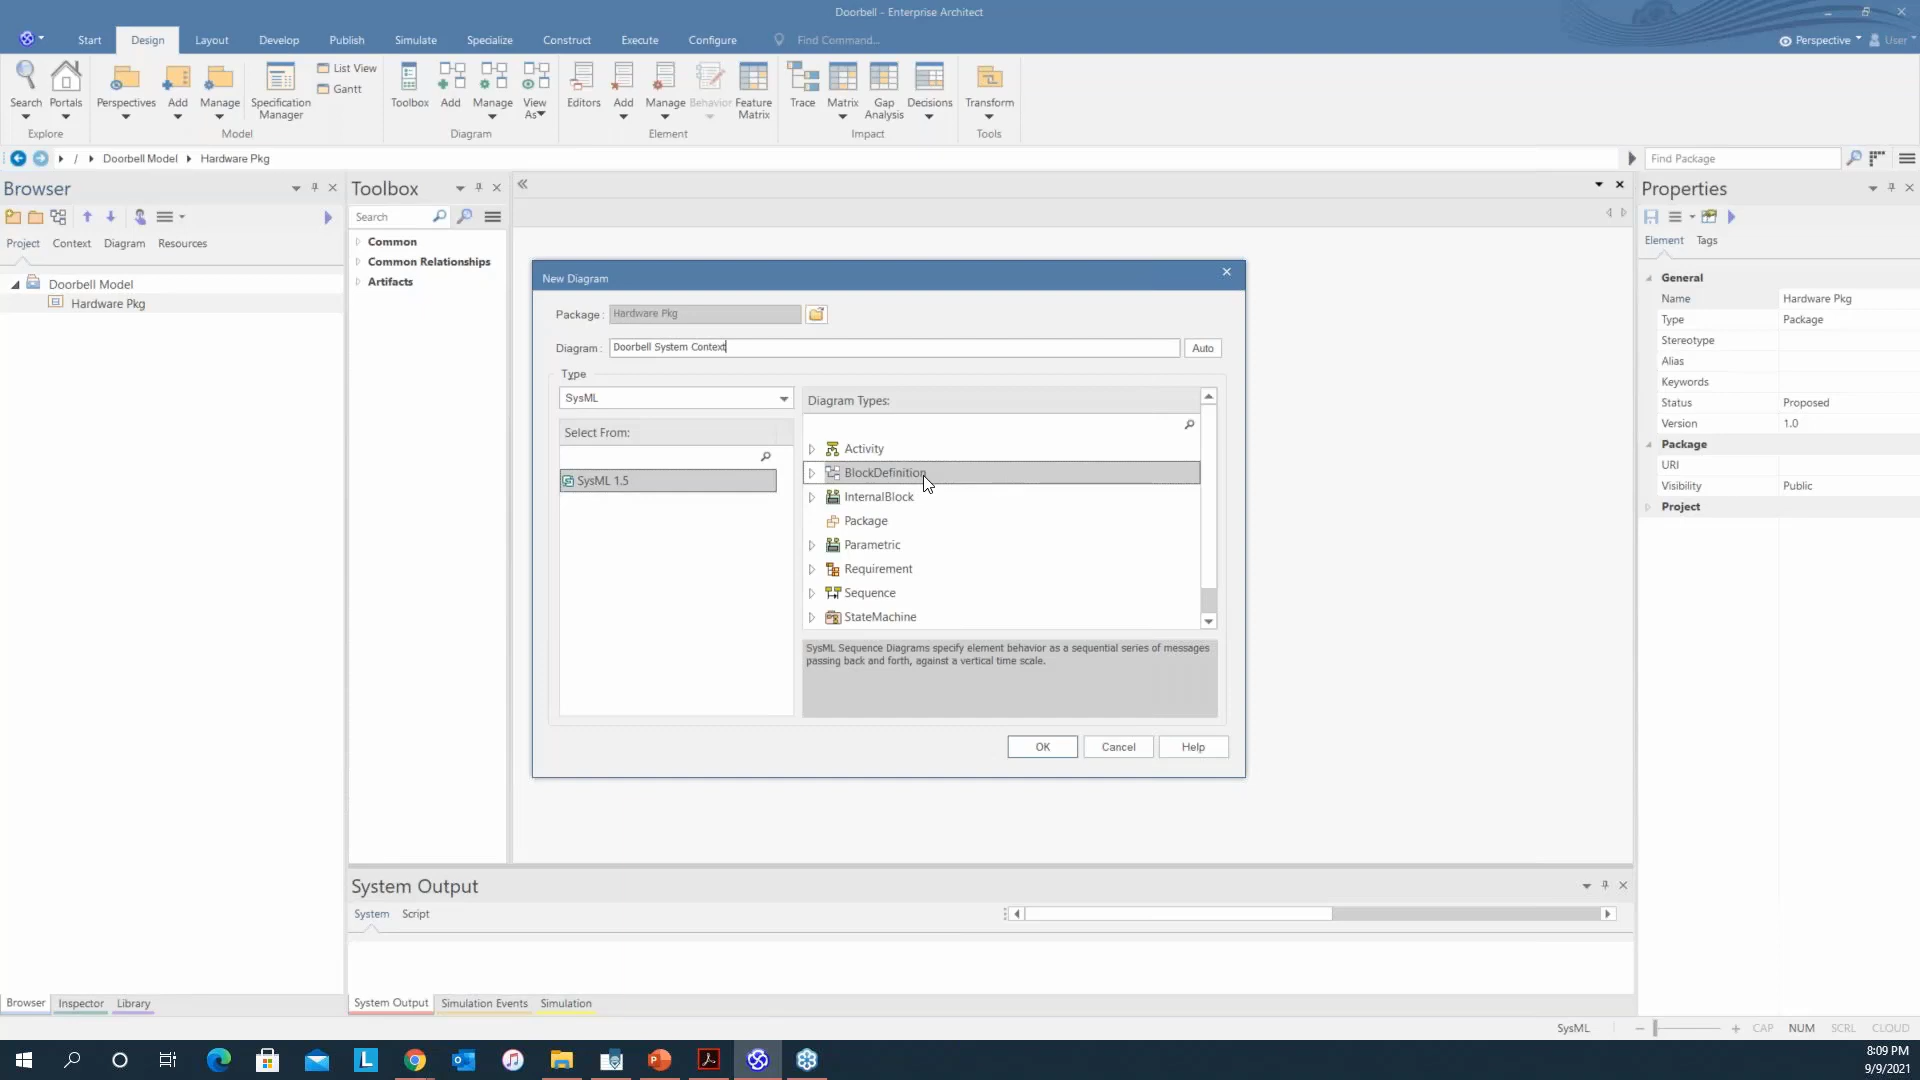 Doorbell - Enterprise Architect
Start Design Layout Develop Publish Simulate Specialize Construct Execute Configure Find Command... Perspective User
Search Portals Perspectives Add Manage Specification Manager List View Gantt Toolbox Add Manage View As Editors Add Manage Behavior Feature Matrix Trace Matrix Gap Analysis Decisions Transform
Explore Model Diagram Element Impact Tools
/ Doorbell Model Hardware Pkg Find Package
Browser
Project Context Diagram Resources
Doorbell Model
Hardware Pkg
Toolbox
Search
Common
Common Relationships
Artifacts
New Diagram
Package : Hardware Pkg
Diagram : Doorbell System Context Auto
Type
SysML
Select From:
SysML 1.5
Diagram Types:
Activity
BlockDefinition
InternalBlock
Package
Parametric
Requirement
Sequence
StateMachine
SysML Sequence Diagrams specify element behavior as a sequential series of messages
passing back and forth, against a vertical time scale.
OK Cancel Help
Properties
Element Tags
General
Name Hardware Pkg
Type Package
Stereotype
Alias
Keywords
Status Proposed
Version 1.0
Package
URI
Visibility Public
Project
System Output
System Script
Browser Inspector Library System Output Simulation Events Simulation
SysML CAP NUM SCRL CLOUD
8:09 PM
9/9/2021